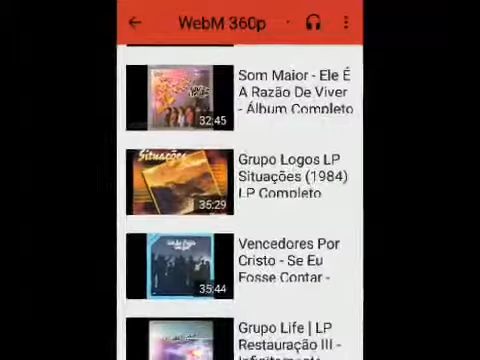 WebM 360p
Som Maior - Ele É
A Razão De Viver
- Álbum Completo
32:45
Situações
Grupo Logos LP
Situações (1984)
LP Completo
35:29
Vencedores Por
Cristo - Se Eu
Fosse Contar -
35:44
Grupo Life | LP
Restauração III -
Infinitamente